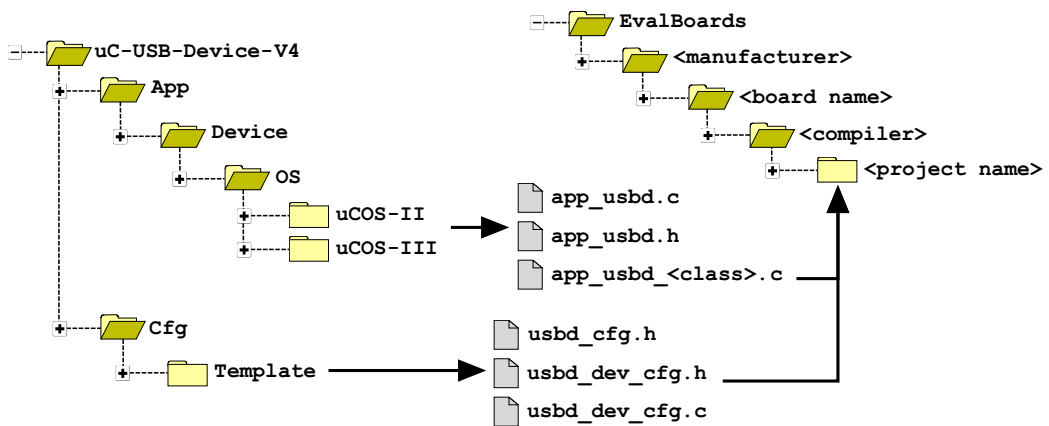 uC-USB-Device-V4
App
Device
OS
uCOS-II
uCOS-III
Cfg
Template
app_usbd.c
app_usbd.h
app_usbd_<class>.c
usbd_cfg.h
usbd_dev_cfg.h
usbd_dev_cfg.c
EvalBoards
<manufacturer>
<board name>
<compiler>
<project name>